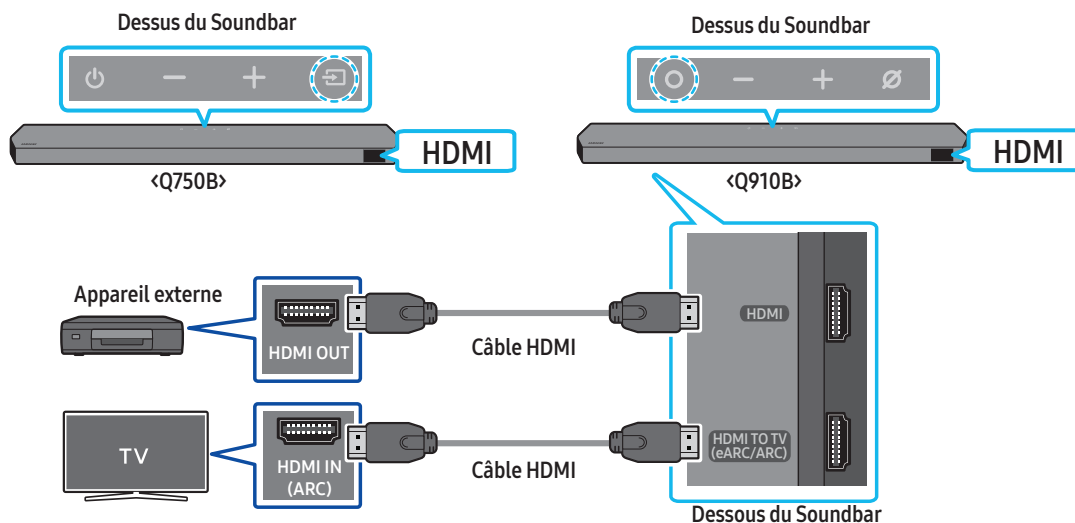 Dessus du Soundbar
Dessus du Soundbar
HDMI
HDMI
<Q750B>
<Q910B>
Appareil externe
HDMI OUT
Câble HDMI
HDMI
TV
HDMI IN
(ARC)
Câble HDMI
HDMI TO TV
(eARC/ARC)
Dessous du Soundbar